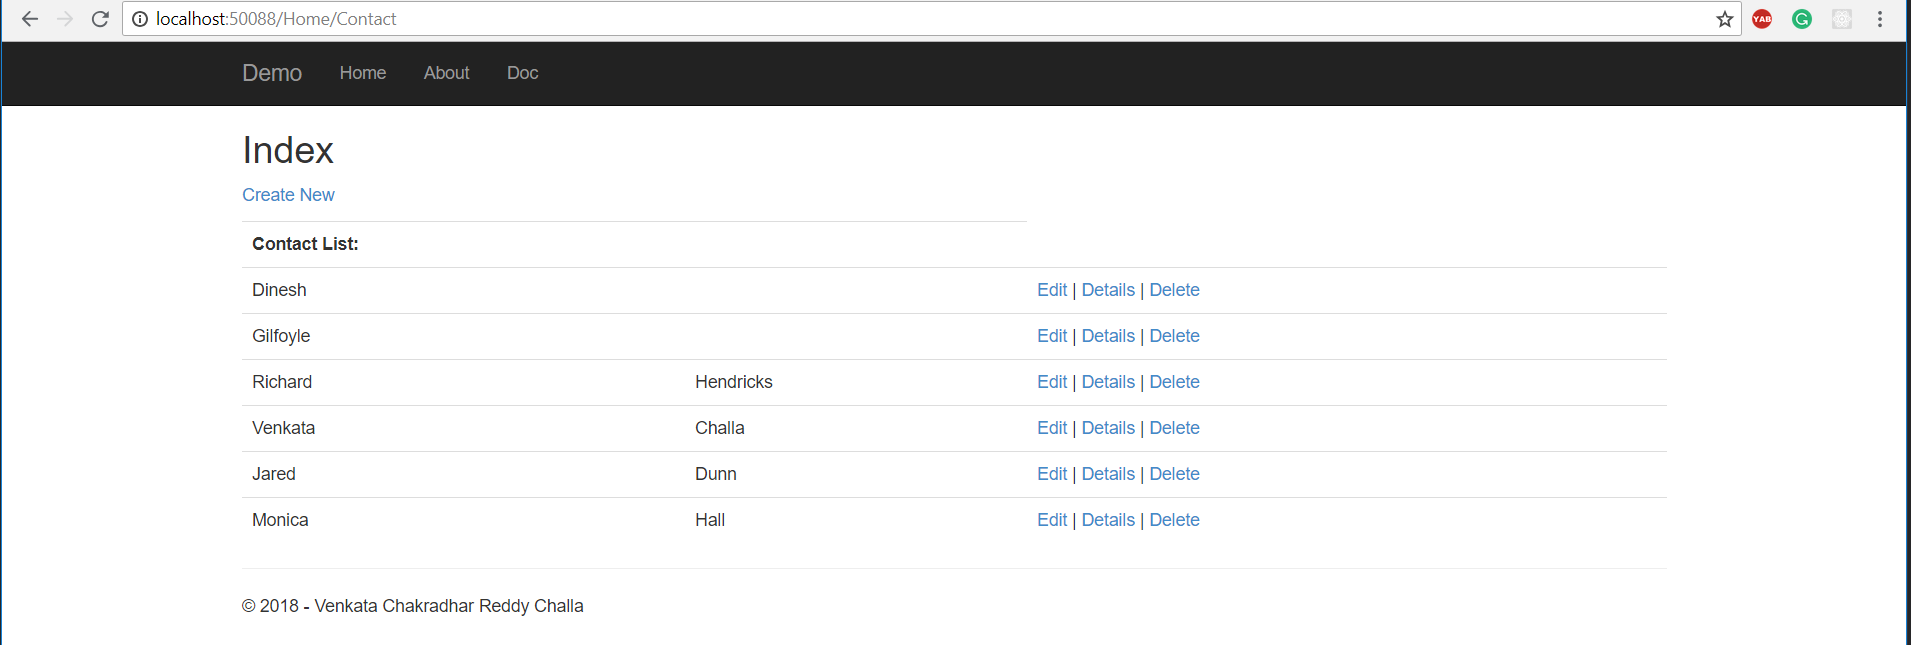 localhost:50088/Home/Contact
YAB
Demo Home About Doc
Index
Create New
Contact List:
Dinesh Edit | Details | Delete
Gilfoyle Edit | Details | Delete
Richard Hendricks Edit | Details | Delete
Venkata Challa Edit | Details | Delete
Jared Dunn Edit | Details | Delete
Monica Hall Edit | Details | Delete
© 2018 - Venkata Chakradhar Reddy Challa